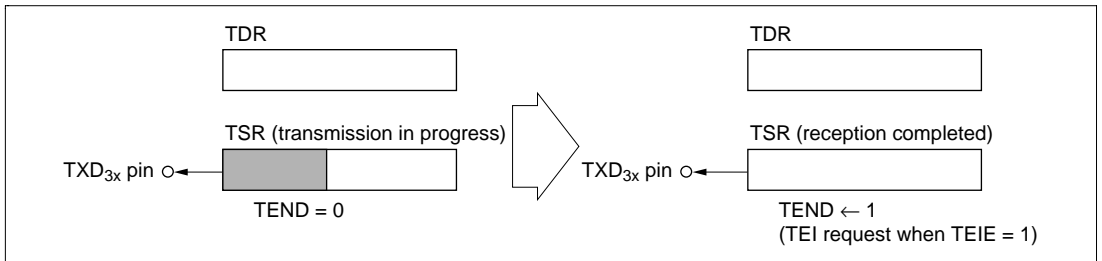 TDR
TSR (transmission in progress)
TXD3x pin
TEND = 0
TDR
TSR (reception completed)
TXD3x pin
TEND ← 1
(TEI request when TEIE = 1)